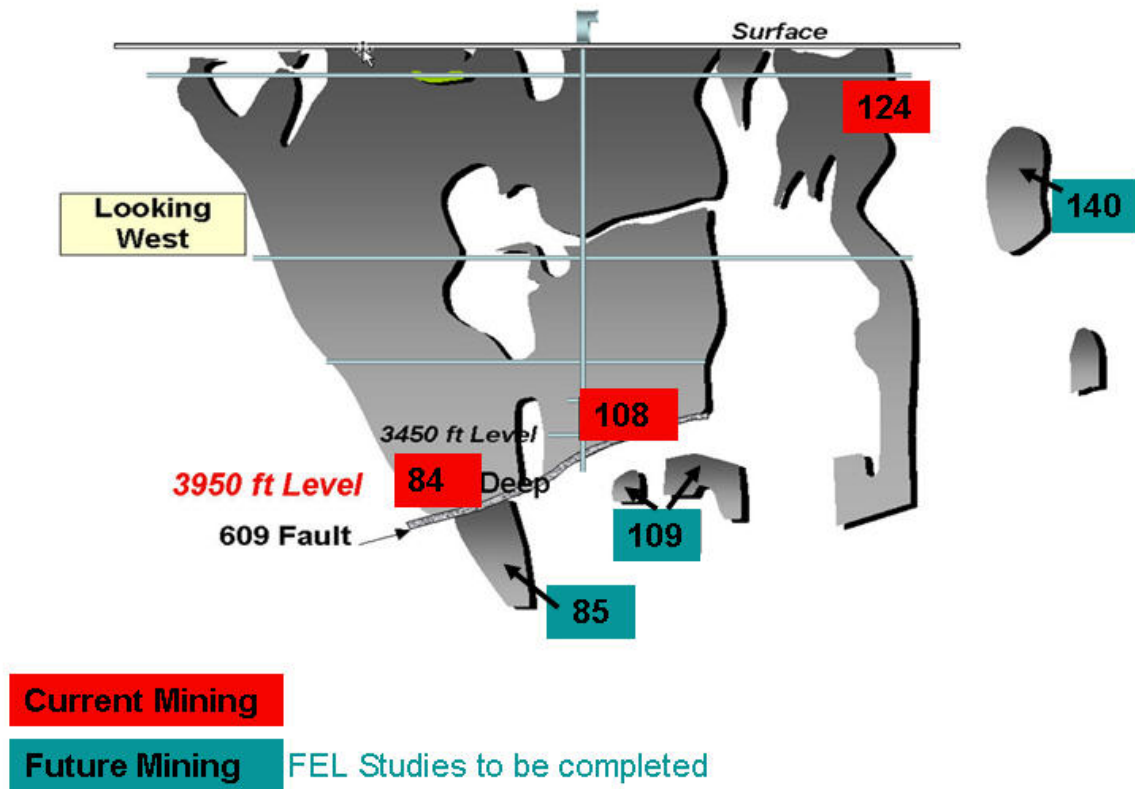 Surface
124
Looking
West
140
108
3450 ft Level
3950 ft Level
84 Deep
609 Fault
109
85
Current Mining
Future Mining FEL Studies to be completed